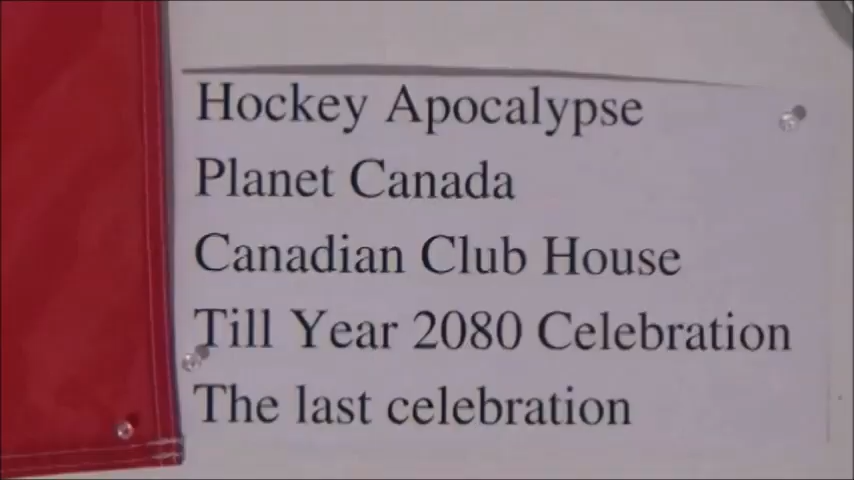 Hockey Apocalypse
Planet Canada
Canadian Club House
Till Year 2080 Celebration
The last celebration